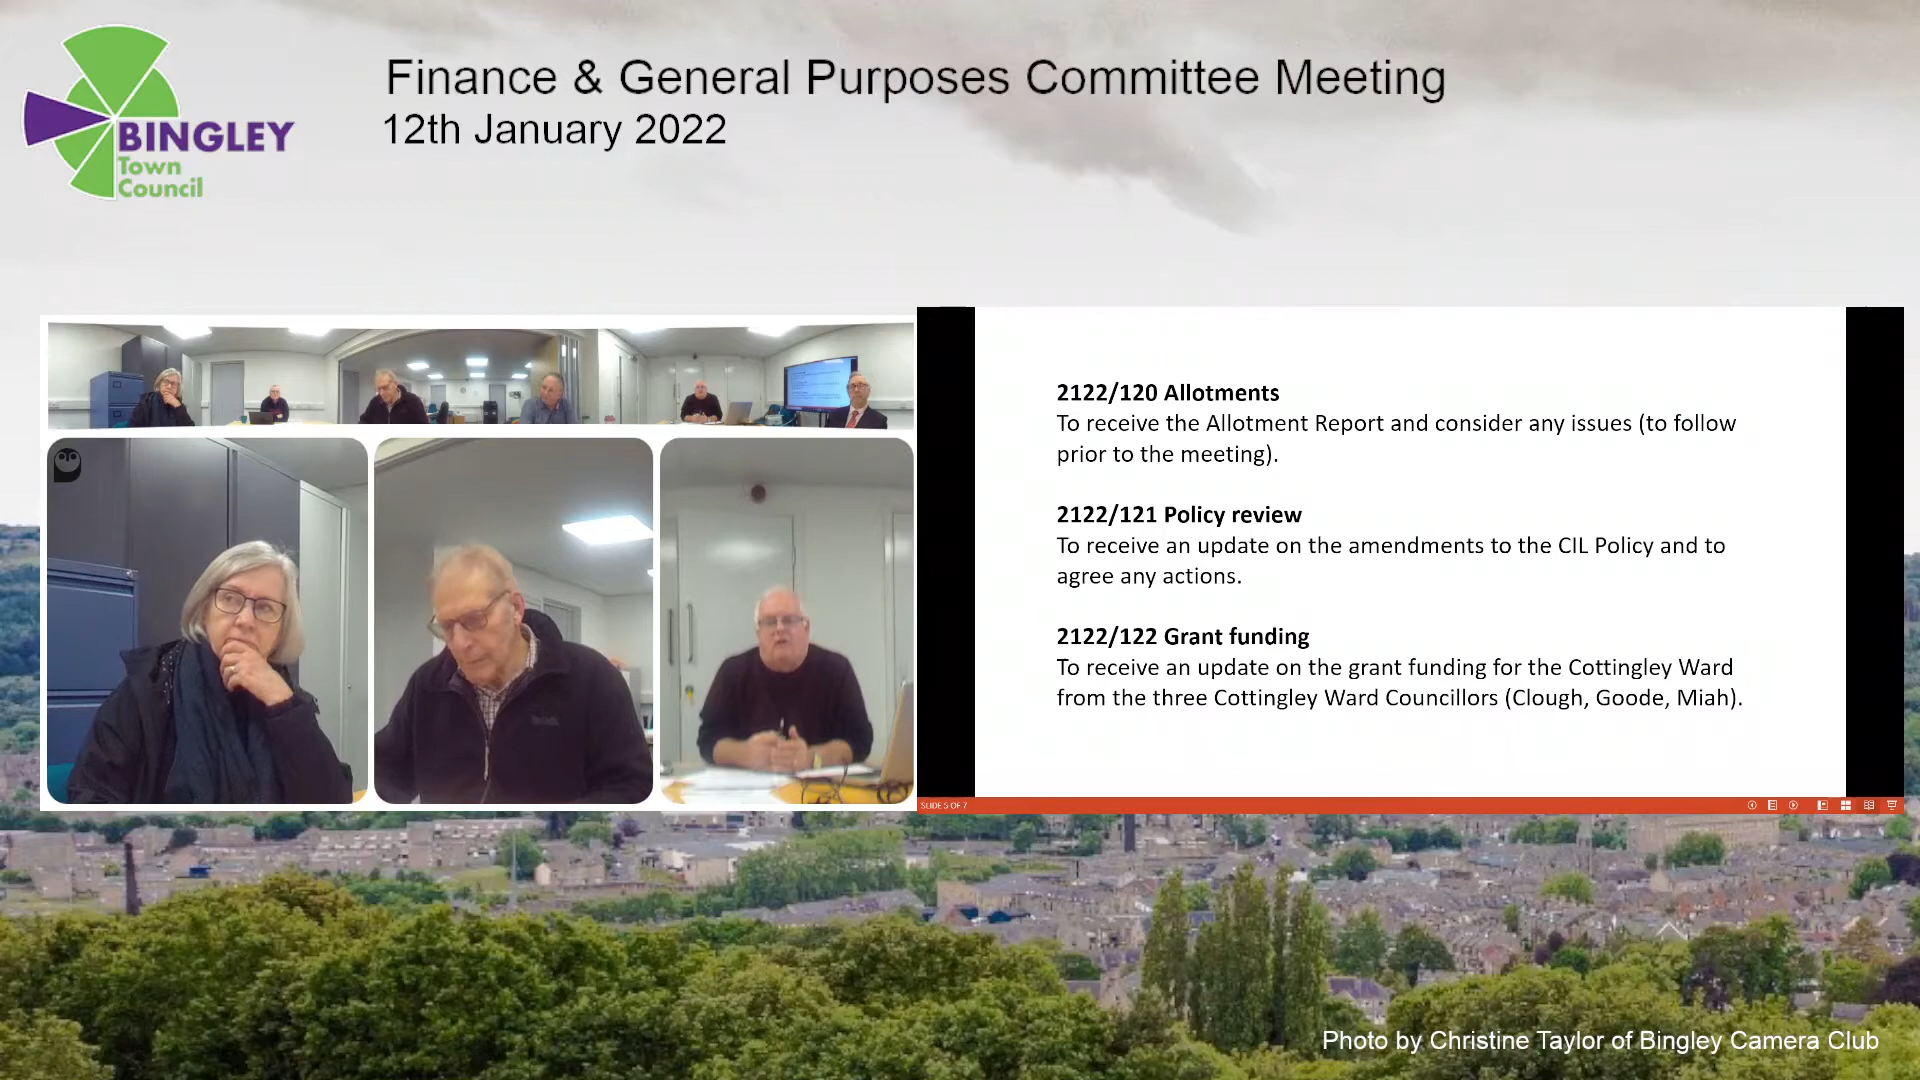 BINGLEY
Town
Council
Finance & General Purposes Committee Meeting
12th January 2022
2122/120 Allotments
To receive the Allotment Report and consider any issues (to follow
prior to the meeting).
2122/121 Policy review
To receive an update on the amendments to the CIL Policy and to
agree any actions.
2122/122 Grant funding
To receive an update on the grant funding for the Cottingley Ward
from the three Cottingley Ward Councillors (Clough, Goode, Miah).
SLIDE 5 OF 7
Photo by Christine Taylor of Bingley Camera Club